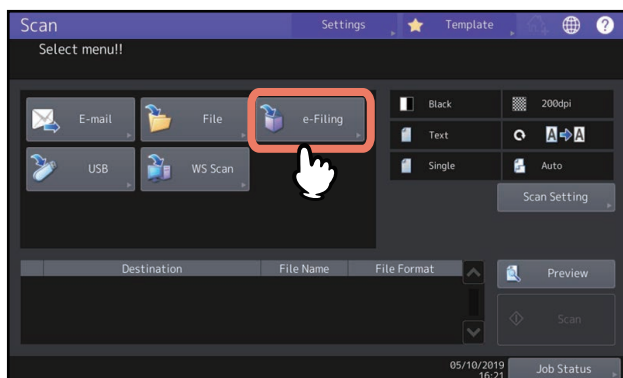 Scan Settings Template ?
Select menu!!
E-mail File e-Filing Black 200dpi
Text A A
USB WS Scan Single Auto
Scan Setting
Destination File Name File Format
Preview
Scan
05/10/2019
16:21
Job Status